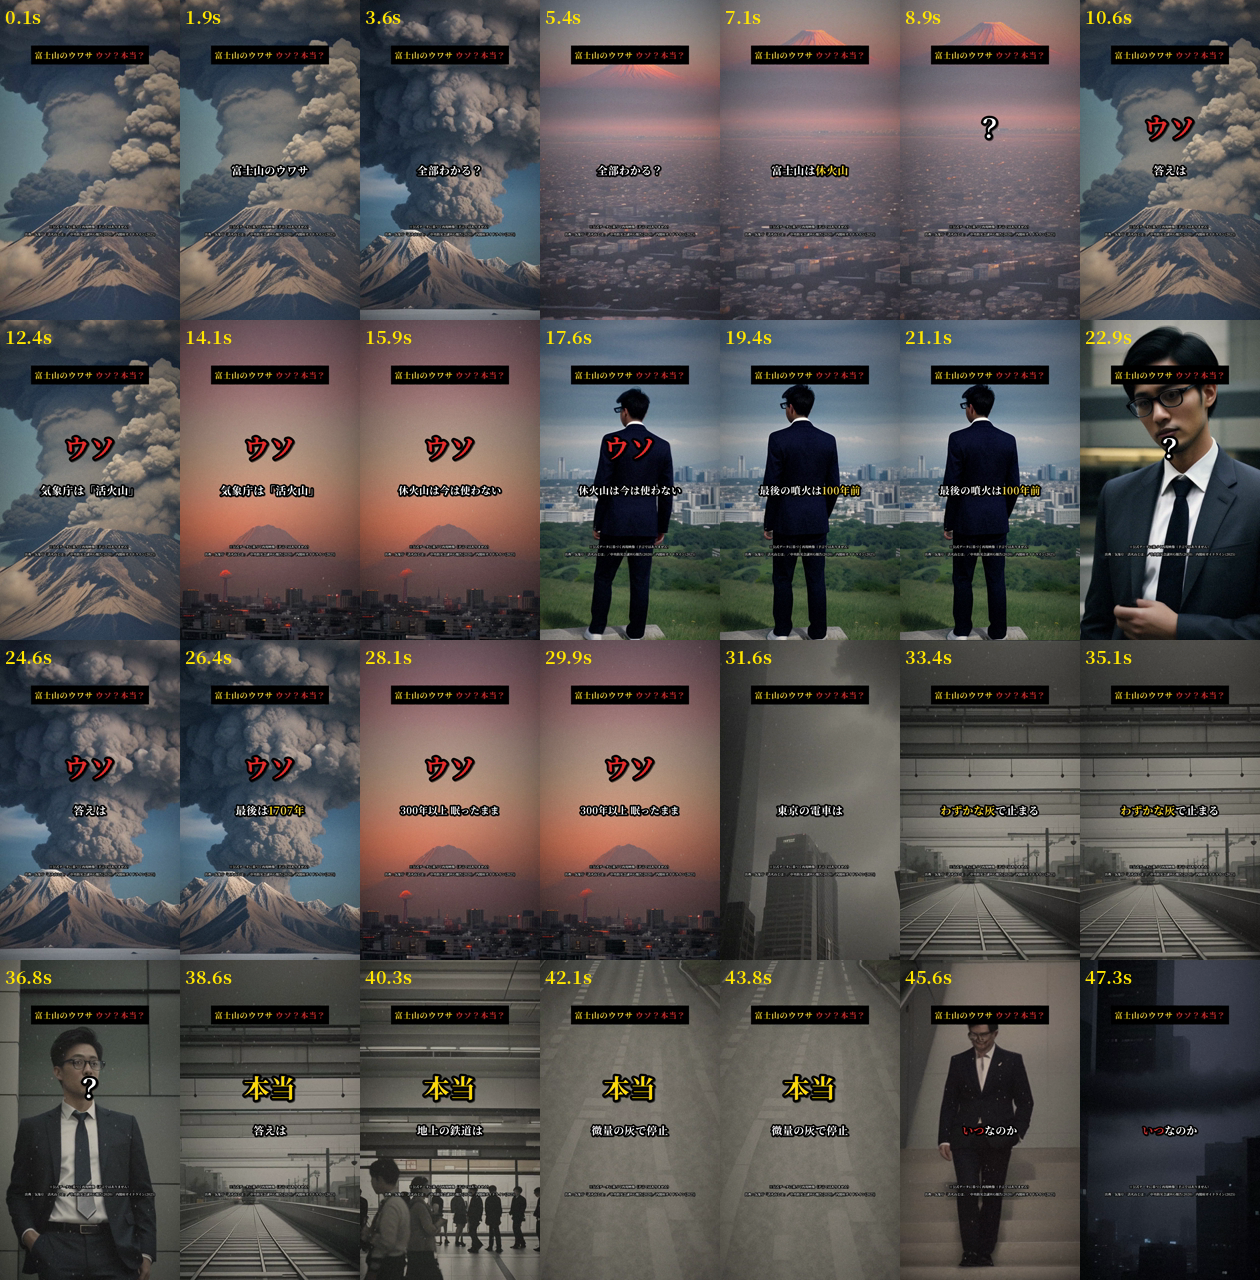 0.1s
富士山のウワサ ウソ？本当？
1.9s
富士山のウワサ ウソ？本当？
富士山のウワサ
3.6s
富士山のウワサ ウソ？本当？
全部わかる？
5.4s
富士山のウワサ ウソ？本当？
全部わかる？
7.1s
富士山のウワサ ウソ？本当？
富士山は休火山
8.9s
富士山のウワサ ウソ？本当？
？
10.6s
富士山のウワサ ウソ？本当？
ウソ
答えは
12.4s
富士山のウワサ ウソ？本当？
ウソ
気象庁は「活火山」
14.1s
富士山のウワサ ウソ？本当？
ウソ
気象庁は「活火山」
15.9s
富士山のウワサ ウソ？本当？
ウソ
休火山は今は使わない
17.6s
富士山のウワサ ウソ？本当？
ウソ
休火山は今は使わない
19.4s
富士山のウワサ ウソ？本当？
最後の噴火は100年前
21.1s
富士山のウワサ ウソ？本当？
最後の噴火は100年前
22.9s
富士山のウワサ ウソ？本当？
？
24.6s
富士山のウワサ ウソ？本当？
ウソ
答えは
26.4s
富士山のウワサ ウソ？本当？
ウソ
最後は1707年
28.1s
富士山のウワサ ウソ？本当？
ウソ
300年以上 眠ったまま
29.9s
富士山のウワサ ウソ？本当？
ウソ
300年以上 眠ったまま
31.6s
富士山のウワサ ウソ？本当？
東京の電車は
33.4s
富士山のウワサ ウソ？本当？
わずかな灰で止まる
35.1s
富士山のウワサ ウソ？本当？
わずかな灰で止まる
36.8s
富士山のウワサ ウソ？本当？
？
38.6s
富士山のウワサ ウソ？本当？
本当
答えは
40.3s
富士山のウワサ ウソ？本当？
本当
地上の鉄道は
42.1s
富士山のウワサ ウソ？本当？
本当
微量の灰で停止
43.8s
富士山のウワサ ウソ？本当？
本当
微量の灰で停止
45.6s
富士山のウワサ ウソ？本当？
いつなのか
47.3s
富士山のウワサ ウソ？本当？
いつなのか